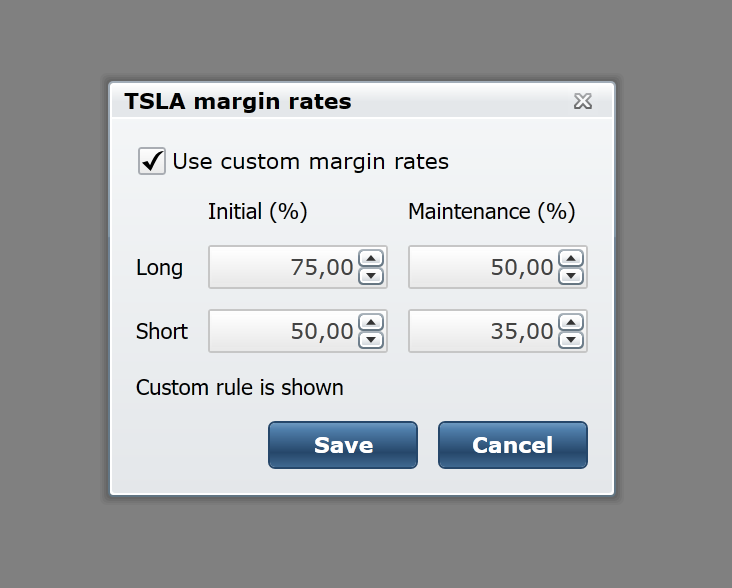 TSLA margin rates
Use custom margin rates
Initial (%) Maintenance (%)
Long 75,00 50,00
Short 50,00 35,00
Custom rule is shown
Save Cancel